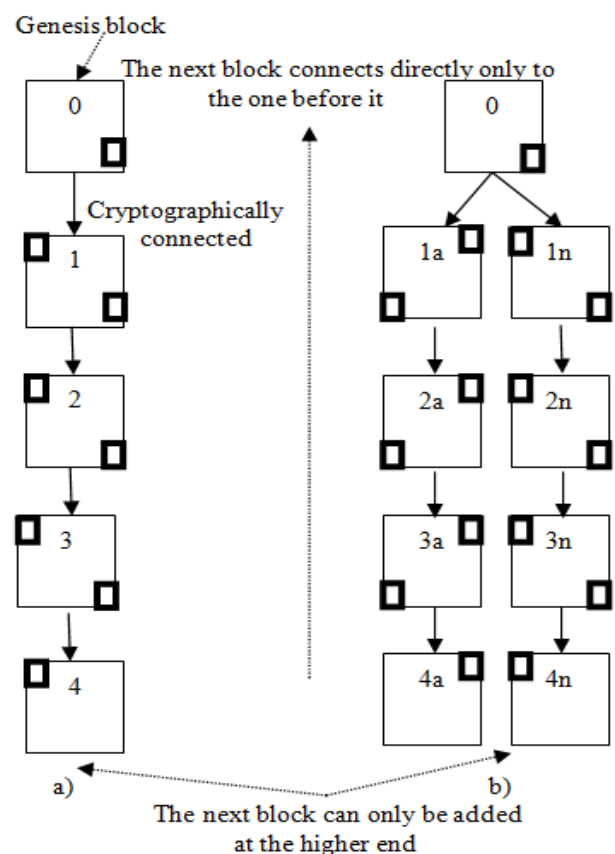 Genesis block
The next block connects directly only to
the one before it
0
0
Cryptographically
connected
1
1a
1n
2
2a
2n
3
3a
3n
4
4a
4n
a)
b)
The next block can only be added
at the higher end